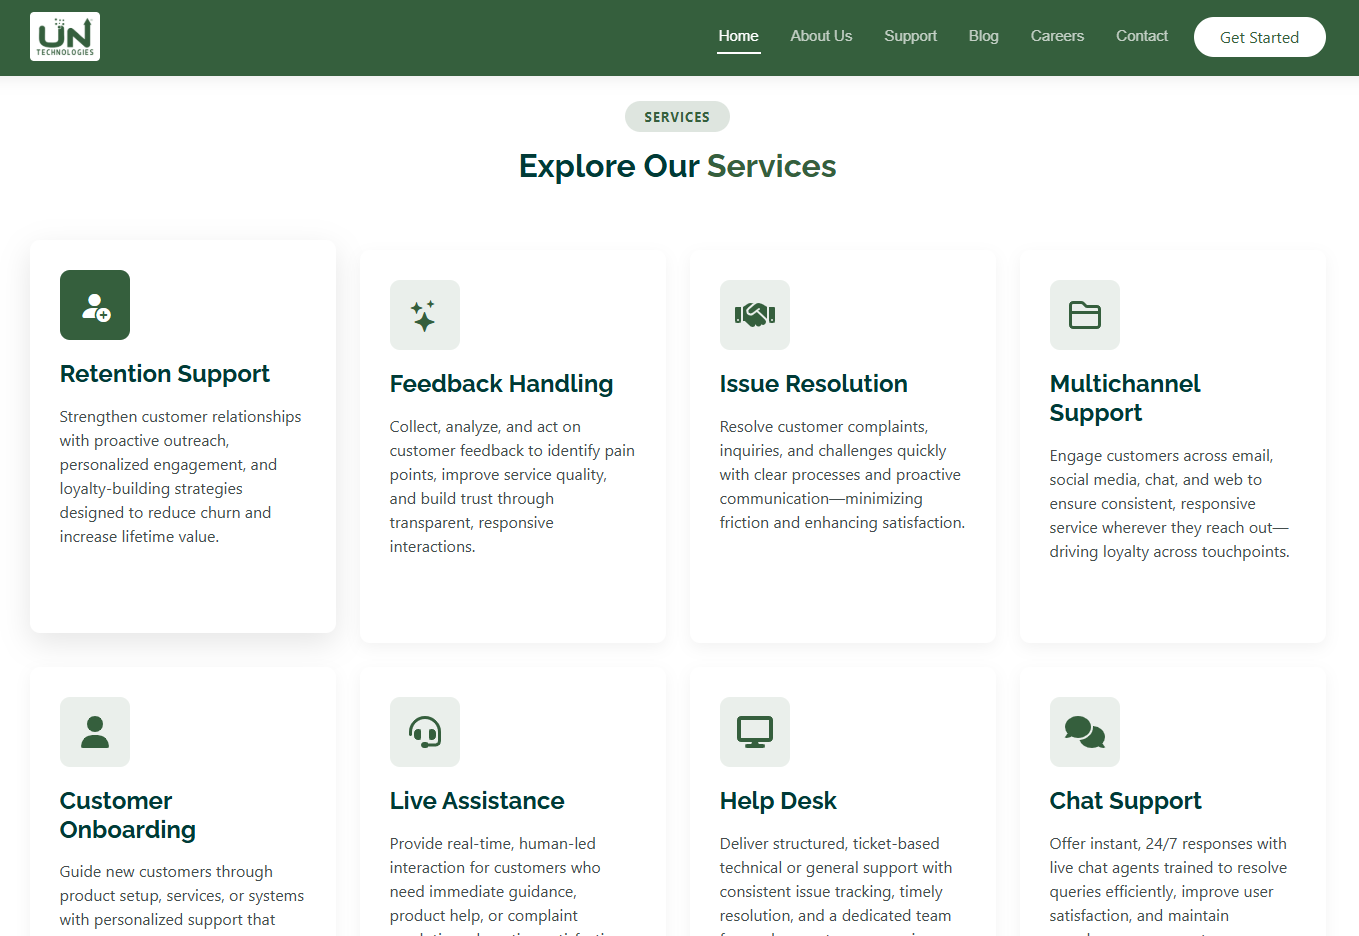 UN
TECHNOLOGIES
Home
About Us
Support
Blog
Careers
Contact
Get Started
SERVICES
Explore Our Services
Retention Support
Strengthen customer relationships
with proactive outreach,
personalized engagement, and
loyalty-building strategies
designed to reduce churn and
increase lifetime value.
Feedback Handling
Collect, analyze, and act on
customer feedback to identify pain
points, improve service quality,
and build trust through
transparent, responsive
interactions.
Issue Resolution
Resolve customer complaints,
inquiries, and challenges quickly
with clear processes and proactive
communication—minimizing
friction and enhancing satisfaction.
Multichannel
Support
Engage customers across email,
social media, chat, and web to
ensure consistent, responsive
service wherever they reach out—
driving loyalty across touchpoints.
Customer
Onboarding
Guide new customers through
product setup, services, or systems
with personalized support that
Live Assistance
Provide real-time, human-led
interaction for customers who
need immediate guidance,
product help, or complaint
Help Desk
Deliver structured, ticket-based
technical or general support with
consistent issue tracking, timely
resolution, and a dedicated team
Chat Support
Offer instant, 24/7 responses with
live chat agents trained to resolve
queries efficiently, improve user
satisfaction, and maintain